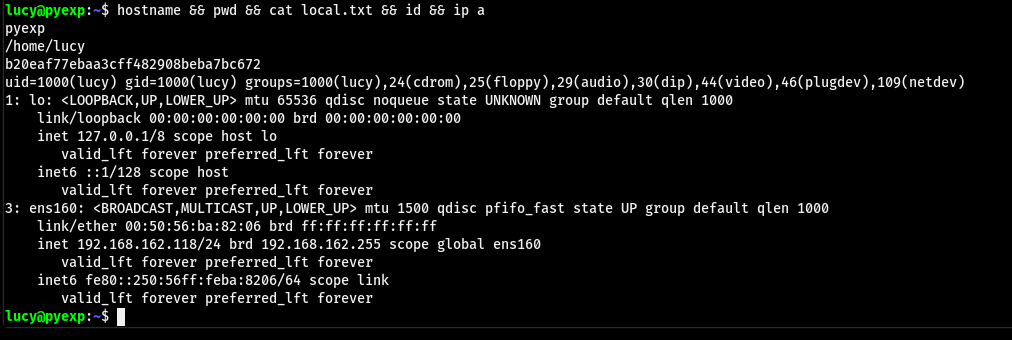 lucy@pyexp:~$ hostname && pwd && cat local.txt && id && ip a
pyexp
/home/lucy
b20eaf77ebaa3cff482908beba7bc672
uid=1000(lucy) gid=1000(lucy) groups=1000(lucy),24(cdrom),25(floppy),29(audio),30(dip),44(video),46(plugdev),109(netdev)
1: lo: <LOOPBACK,UP,LOWER_UP> mtu 65536 qdisc noqueue state UNKNOWN group default qlen 1000
    link/loopback 00:00:00:00:00:00 brd 00:00:00:00:00:00
    inet 127.0.0.1/8 scope host lo
       valid_lft forever preferred_lft forever
    inet6 ::1/128 scope host
       valid_lft forever preferred_lft forever
3: ens160: <BROADCAST,MULTICAST,UP,LOWER_UP> mtu 1500 qdisc pfifo_fast state UP group default qlen 1000
    link/ether 00:50:56:ba:82:06 brd ff:ff:ff:ff:ff:ff
    inet 192.168.162.118/24 brd 192.168.162.255 scope global ens160
       valid_lft forever preferred_lft forever
    inet6 fe80::250:56ff:feba:8206/64 scope link
       valid_lft forever preferred_lft forever
lucy@pyexp:~$